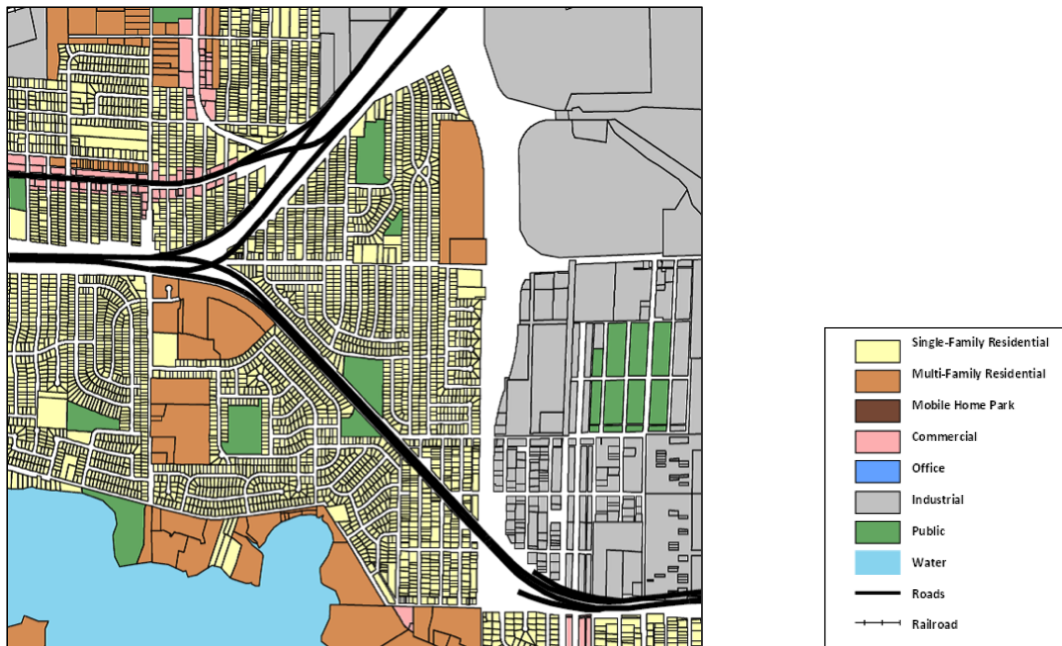 Single-Family Residential
Multi-Family Residential
Mobile Home Park
Commercial
Office
Industrial
Public
Water
Roads
Railroad